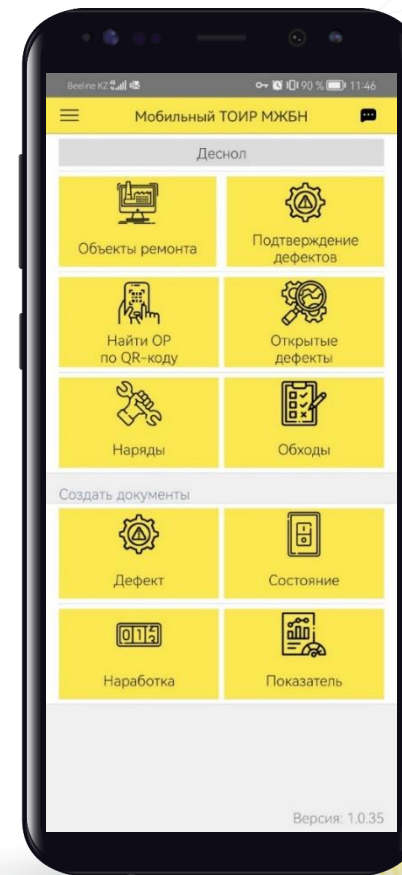 Beeline KZ 90 % 11:46
Мобильный ТОИР МЖБН
Деснол
Объекты ремонта
Подтверждение
дефектов
Найти ОР
по QR-коду
Открытые
дефекты
Наряды
Обходы
Создать документы
Дефект
Состояние
Наработка
Показатель
Версия: 1.0.35